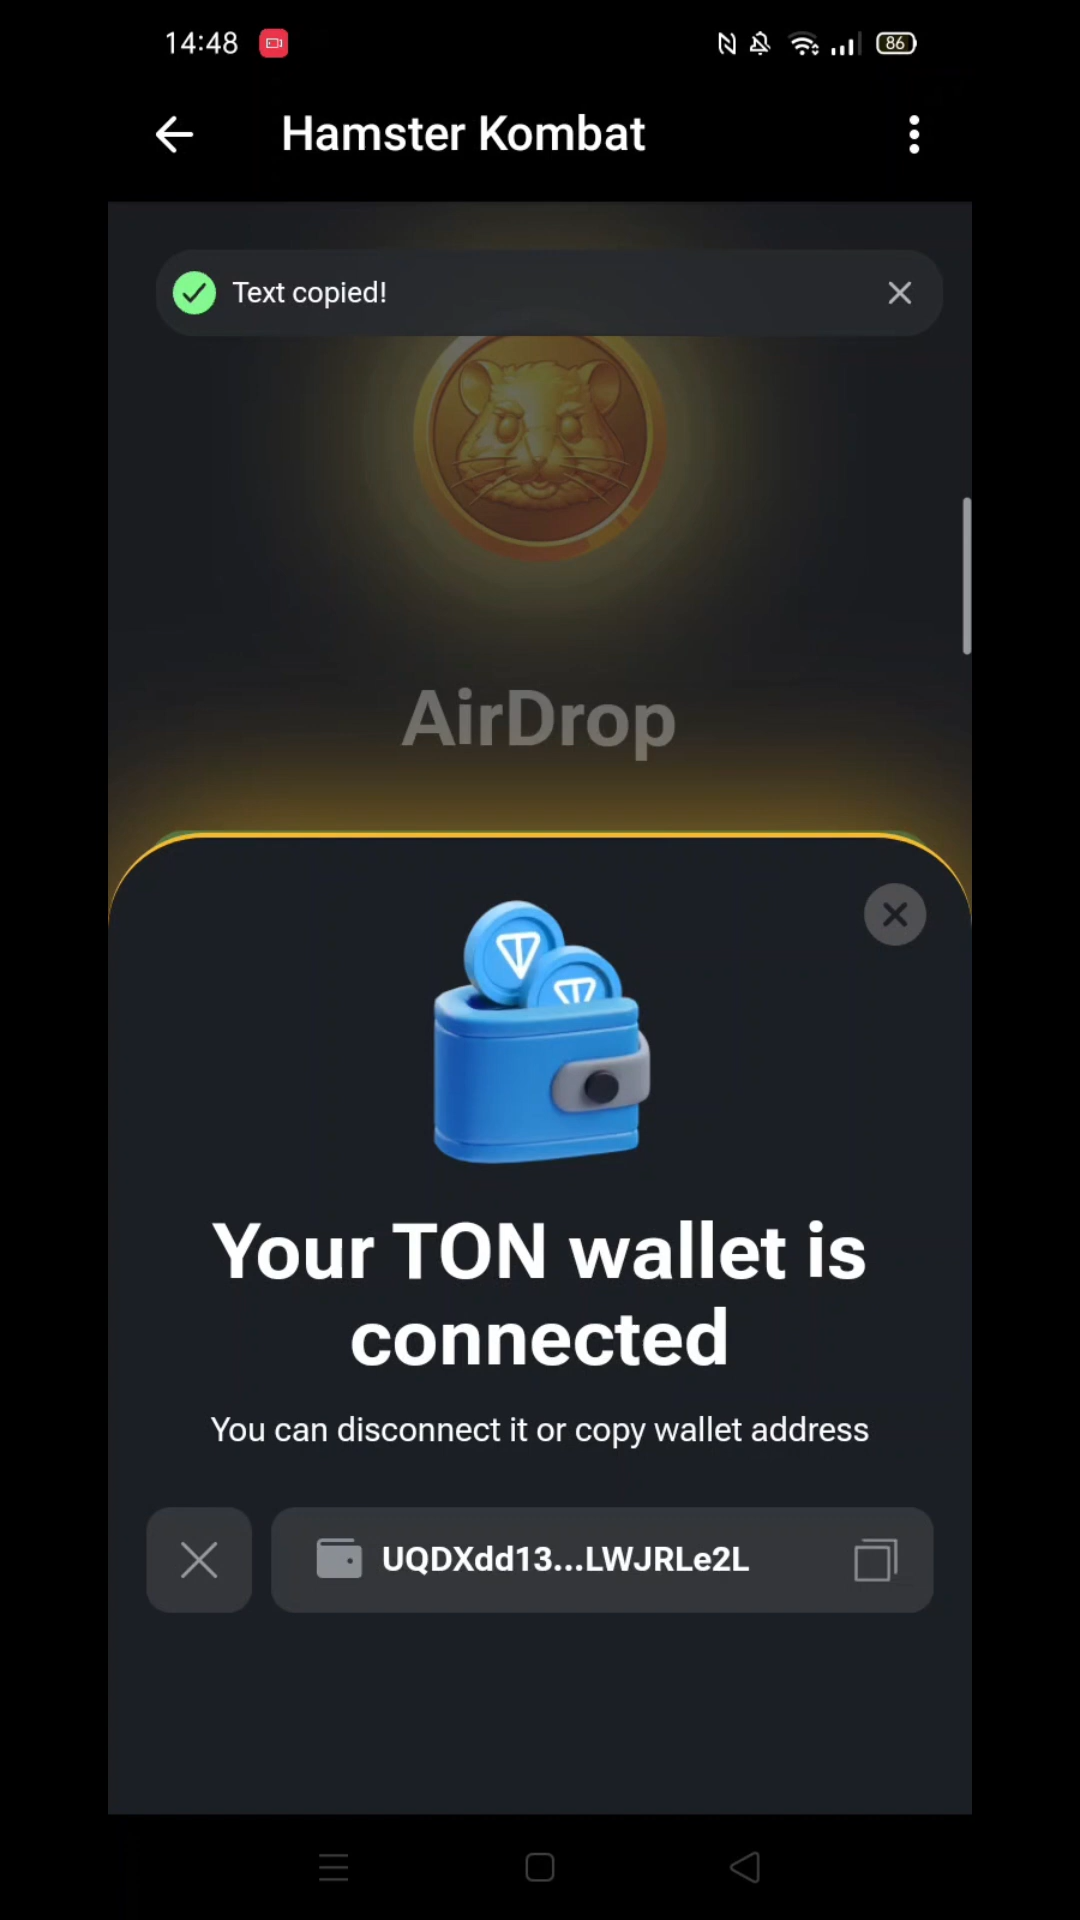 14:48
86
Hamster Kombat
Text copied!
AirDrop
Your TON wallet is
connected
You can disconnect it or copy wallet address
UQDXdd13...LWJRLe2L